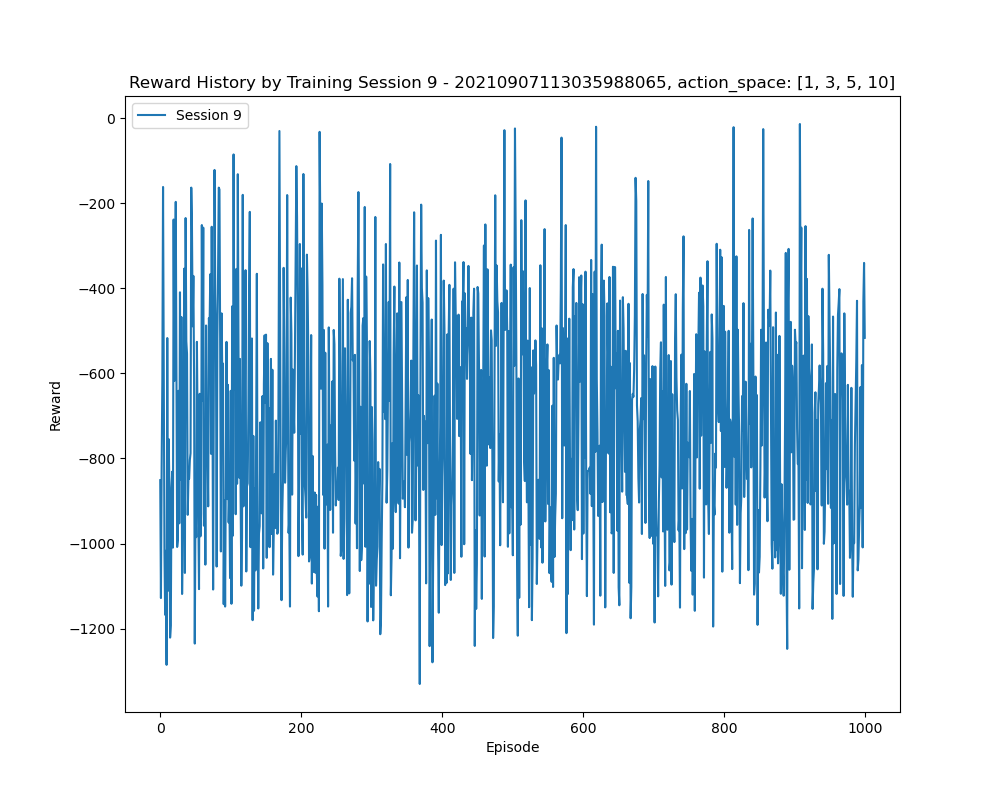 Reward History by Training Session 9 - 20210907113035988065, action_space: [1, 3, 5, 10]
Session 9
0
−200
−400
−600
−800
−1000
−1200
Reward
0 200 400 600 800 1000
Episode